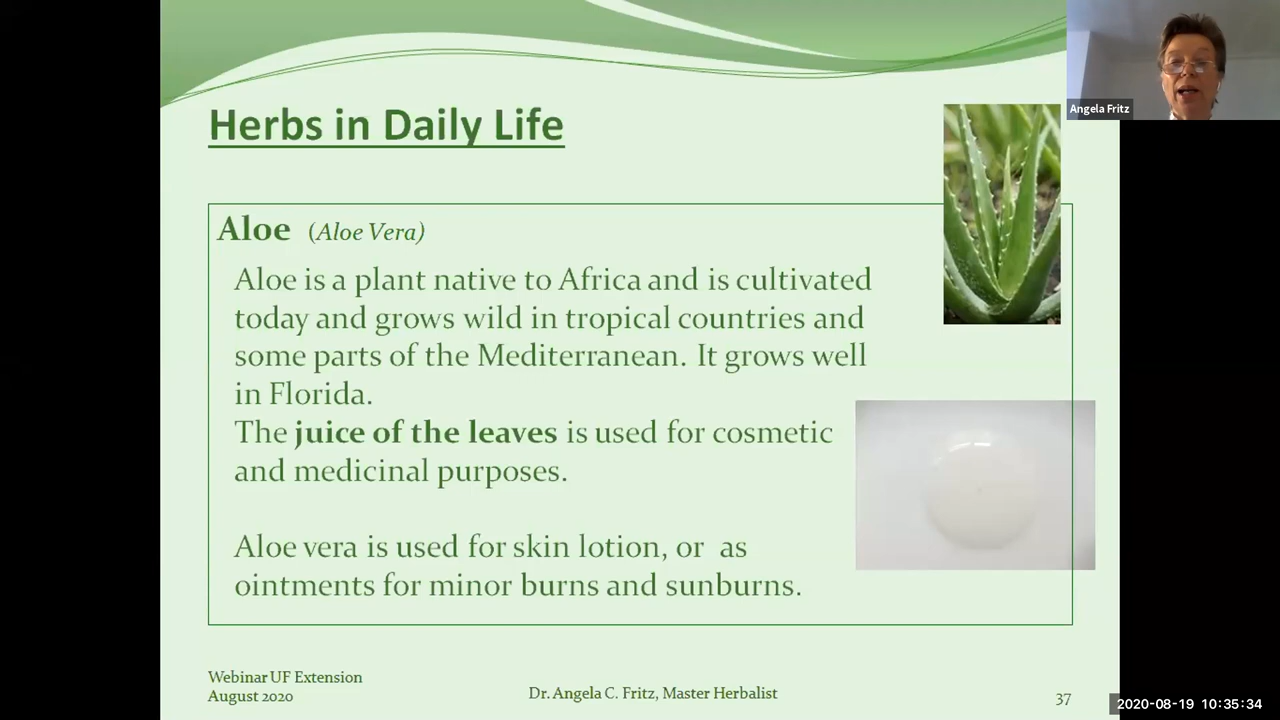 Angela Fritz
Herbs in Daily Life
Aloe (Aloe Vera)
Aloe is a plant native to Africa and is cultivated
today and grows wild in tropical countries and
some parts of the Mediterranean. It grows well
in Florida.
The juice of the leaves is used for cosmetic
and medicinal purposes.
Aloe vera is used for skin lotion, or  as
ointments for minor burns and sunburns.
Webinar UF Extension
August 2020
Dr. Angela C. Fritz, Master Herbalist
37
2020-08-19 10:35:34